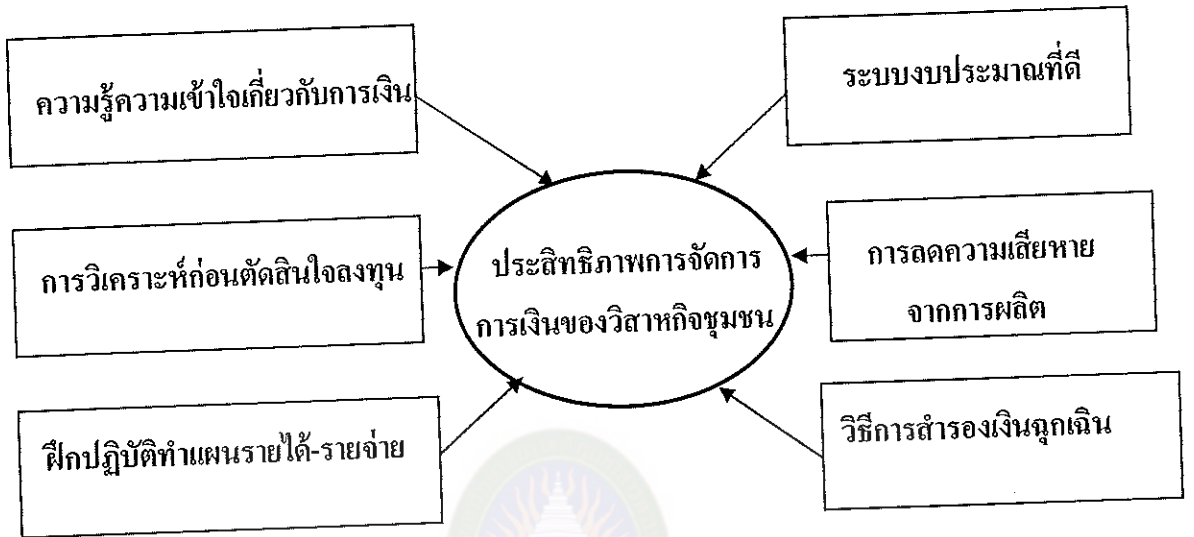 ความรู้ความเข้าใจเกี่ยวกับการเงิน
ระบบงบประมาณที่ดี
การวิเคราะห์ก่อนตัดสินใจลงทุน
ประสิทธิภาพการจัดการ
การเงินของวิสาหกิจชุมชน
การลดความเสียหาย
จากการผลิต
ฝึกปฏิบัติทำแผนรายได้-รายจ่าย
วิธีการสำรองเงินฉุกเฉิน